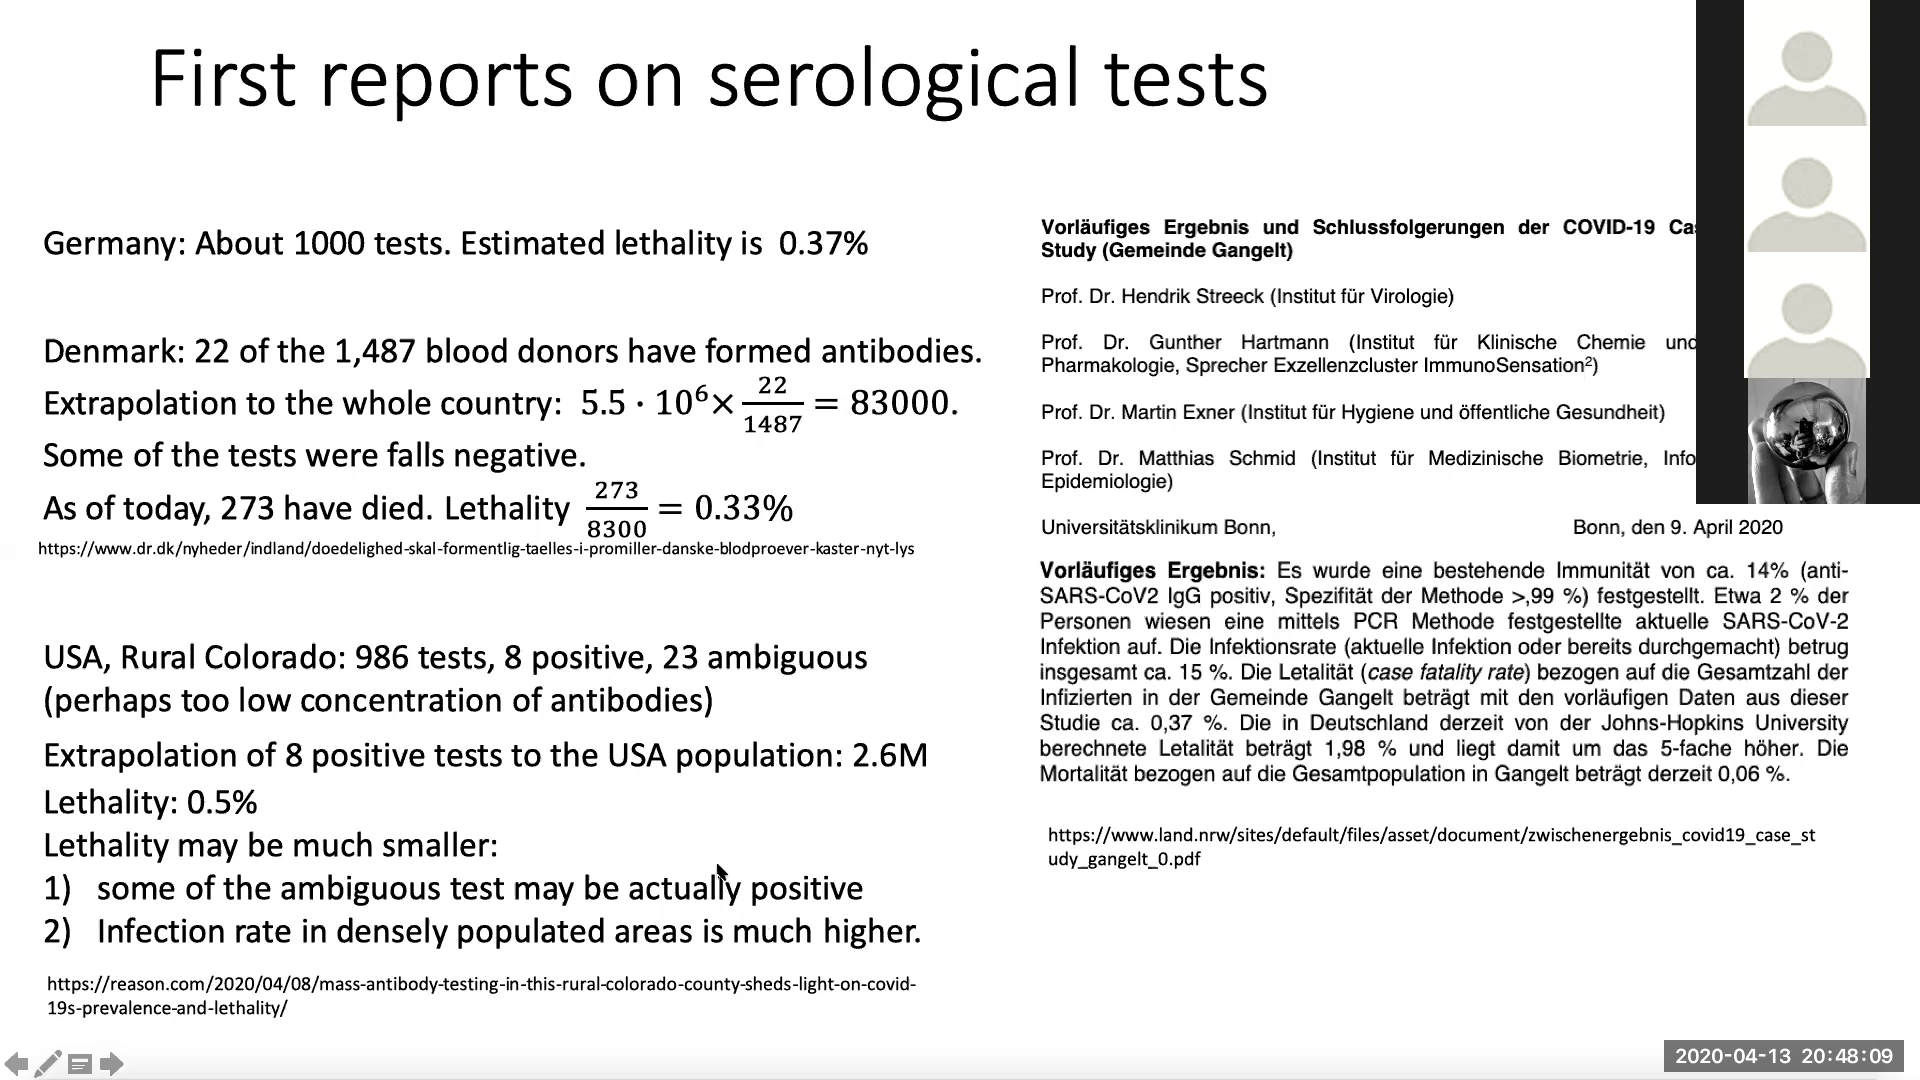 First reports on serological tests
Germany: About 1000 tests. Estimated lethality is 0.37%
Denmark: 22 of the 1,487 blood donors have formed antibodies.
Extrapolation to the whole country: 5.5 · 10⁶ × 22/1487 = 83000.
Some of the tests were falls negative.
As of today, 273 have died. Lethality 273/8300 = 0.33%
https://www.dr.dk/nyheder/indland/doedelighed-skal-formentlig-taelles-i-promiller-danske-blodproever-kaster-nyt-lys
USA, Rural Colorado: 986 tests, 8 positive, 23 ambiguous
(perhaps too low concentration of antibodies)
Extrapolation of 8 positive tests to the USA population: 2.6M
Lethality: 0.5%
Lethality may be much smaller:
1) some of the ambiguous test may be actually positive
2) Infection rate in densely populated areas is much higher.
https://reason.com/2020/04/08/mass-antibody-testing-in-this-rural-colorado-county-sheds-light-on-covid-
19s-prevalence-and-lethality/
Vorläufiges Ergebnis und Schlussfolgerungen der COVID-19
Study (Gemeinde Gangelt)
Prof. Dr. Hendrik Streeck (Institut für Virologie)
Prof. Dr. Gunther Hartmann (Institut für Klinische Chemie und
Pharmakologie, Sprecher Exzellenzcluster ImmunoSensation²)
Prof. Dr. Martin Exner (Institut für Hygiene und öffentliche Gesundheit)
Prof. Dr. Matthias Schmid (Institut für Medizinische Biometrie,
Epidemiologie)
Universitätsklinikum Bonn, Bonn, den 9. April 2020
Vorläufiges Ergebnis: Es wurde eine bestehende Immunität von ca. 14% (anti-
SARS-CoV2 IgG positiv, Spezifität der Methode >,99 %) festgestellt. Etwa 2 % der
Personen wiesen eine mittels PCR Methode festgestellte aktuelle SARS-CoV-2
Infektion auf. Die Infektionsrate (aktuelle Infektion oder bereits durchgemacht) betrug
insgesamt ca. 15 %. Die Letalität (case fatality rate) bezogen auf die Gesamtzahl der
Infizierten in der Gemeinde Gangelt beträgt mit den vorläufigen Daten aus dieser
Studie ca. 0,37 %. Die in Deutschland derzeit von der Johns-Hopkins University
berechnete Letalität beträgt 1,98 % und liegt damit um das 5-fache höher. Die
Mortalität bezogen auf die Gesamtpopulation in Gangelt beträgt derzeit 0,06 %.
https://www.land.nrw/sites/default/files/asset/document/zwischenergebnis_covid19_case_st
udy_gangelt_0.pdf
2020-04-13 20:48:09